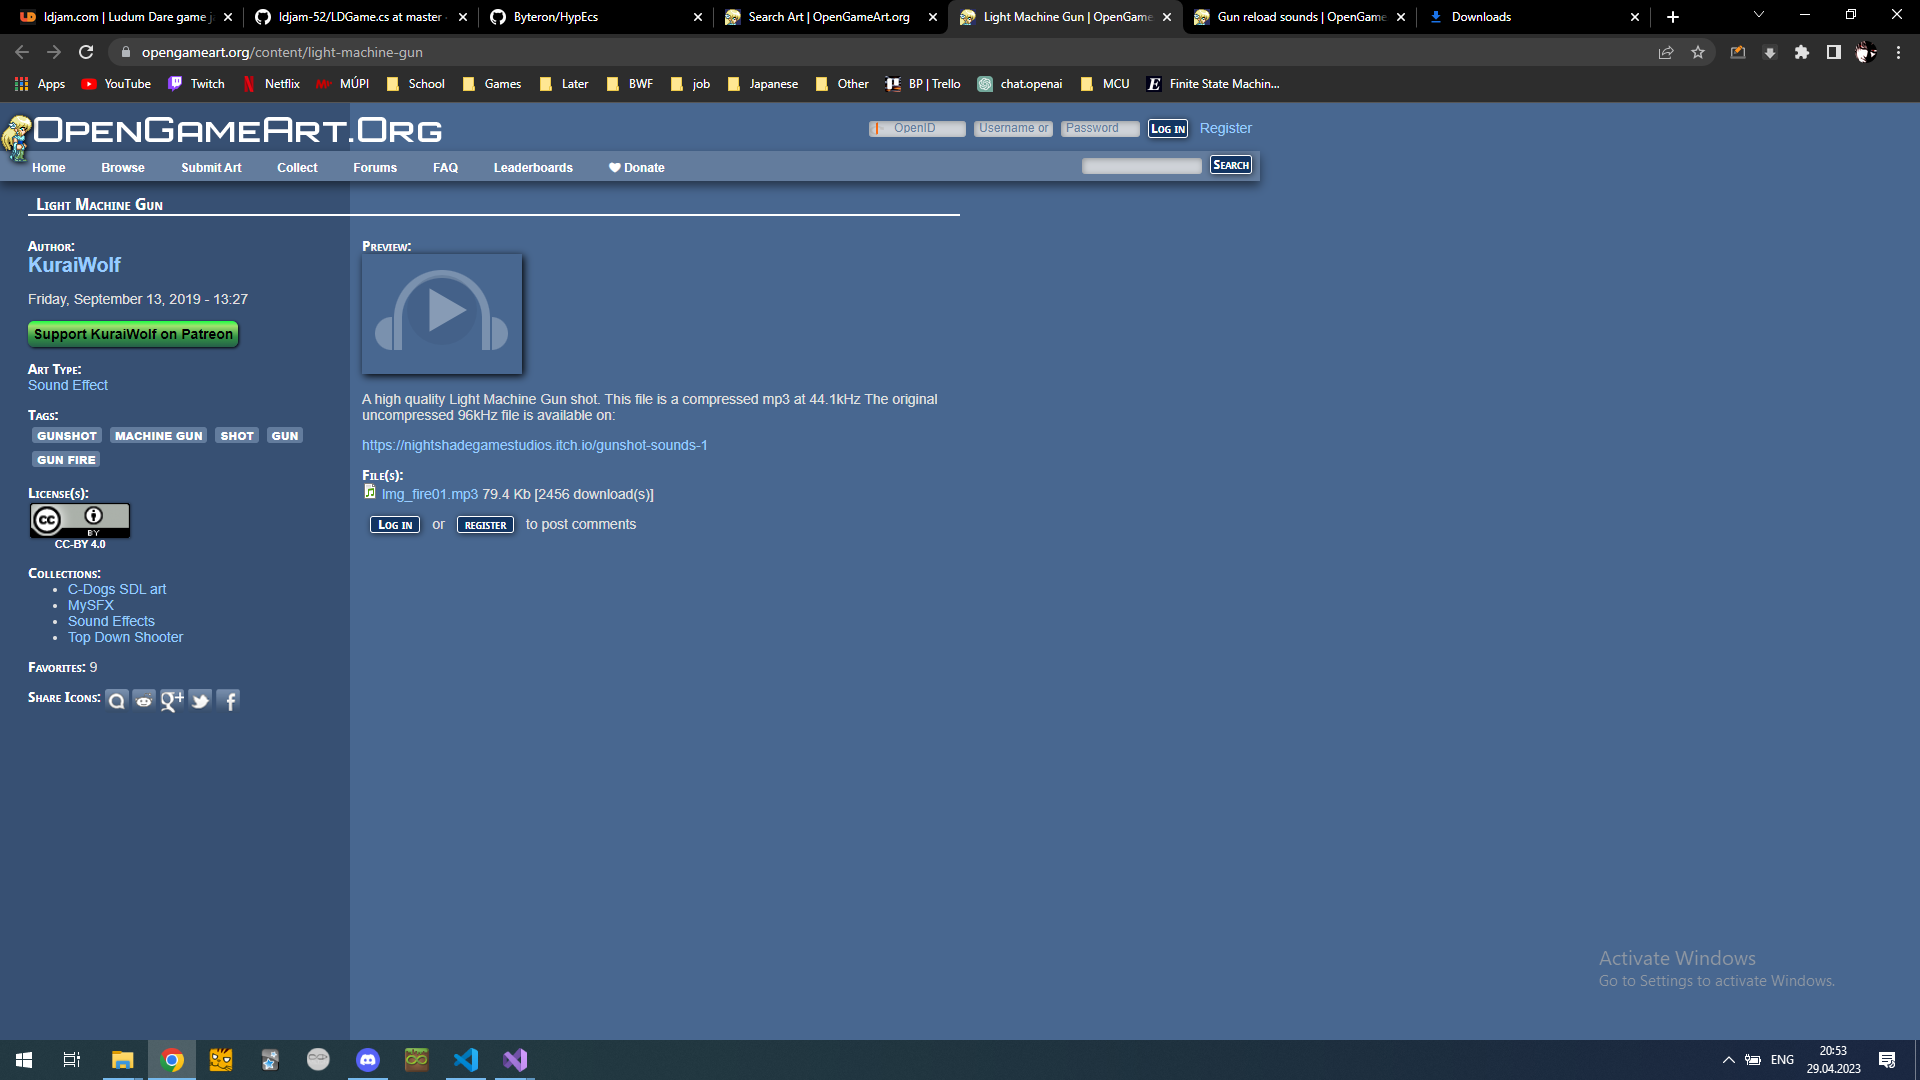 ldjam.com | Ludum Dare game j
ldjam-52/LDGame.cs at master
Byteron/HypEcs
Search Art | OpenGameArt.org
Light Machine Gun | OpenGame
Gun reload sounds | OpenGame
Downloads
opengameart.org/content/light-machine-gun
Apps
YouTube
Twitch
Netflix
MÚPI
School
Games
Later
BWF
job
Japanese
Other
BP | Trello
chat.openai
MCU
Finite State Machin...
OpenGameArt.Org
OpenID
Username or
Password
Log in
Register
Home
Browse
Submit Art
Collect
Forums
FAQ
Leaderboards
Donate
Search
Light Machine Gun
Author:
KuraiWolf
Friday, September 13, 2019 - 13:27
Support KuraiWolf on Patreon
Art Type:
Sound Effect
Tags:
GUNSHOT
MACHINE GUN
SHOT
GUN
GUN FIRE
License(s):
cc
BY
CC-BY 4.0
Collections:
C-Dogs SDL art
MySFX
Sound Effects
Top Down Shooter
Favorites: 9
Share Icons:
Preview:
A high quality Light Machine Gun shot. This file is a compressed mp3 at 44.1kHz The original
uncompressed 96kHz file is available on:
https://nightshadegamestudios.itch.io/gunshot-sounds-1
File(s):
lmg_fire01.mp3 79.4 Kb [2456 download(s)]
Log in or register to post comments
Activate Windows
Go to Settings to activate Windows.
ENG
20:53
29.04.2023